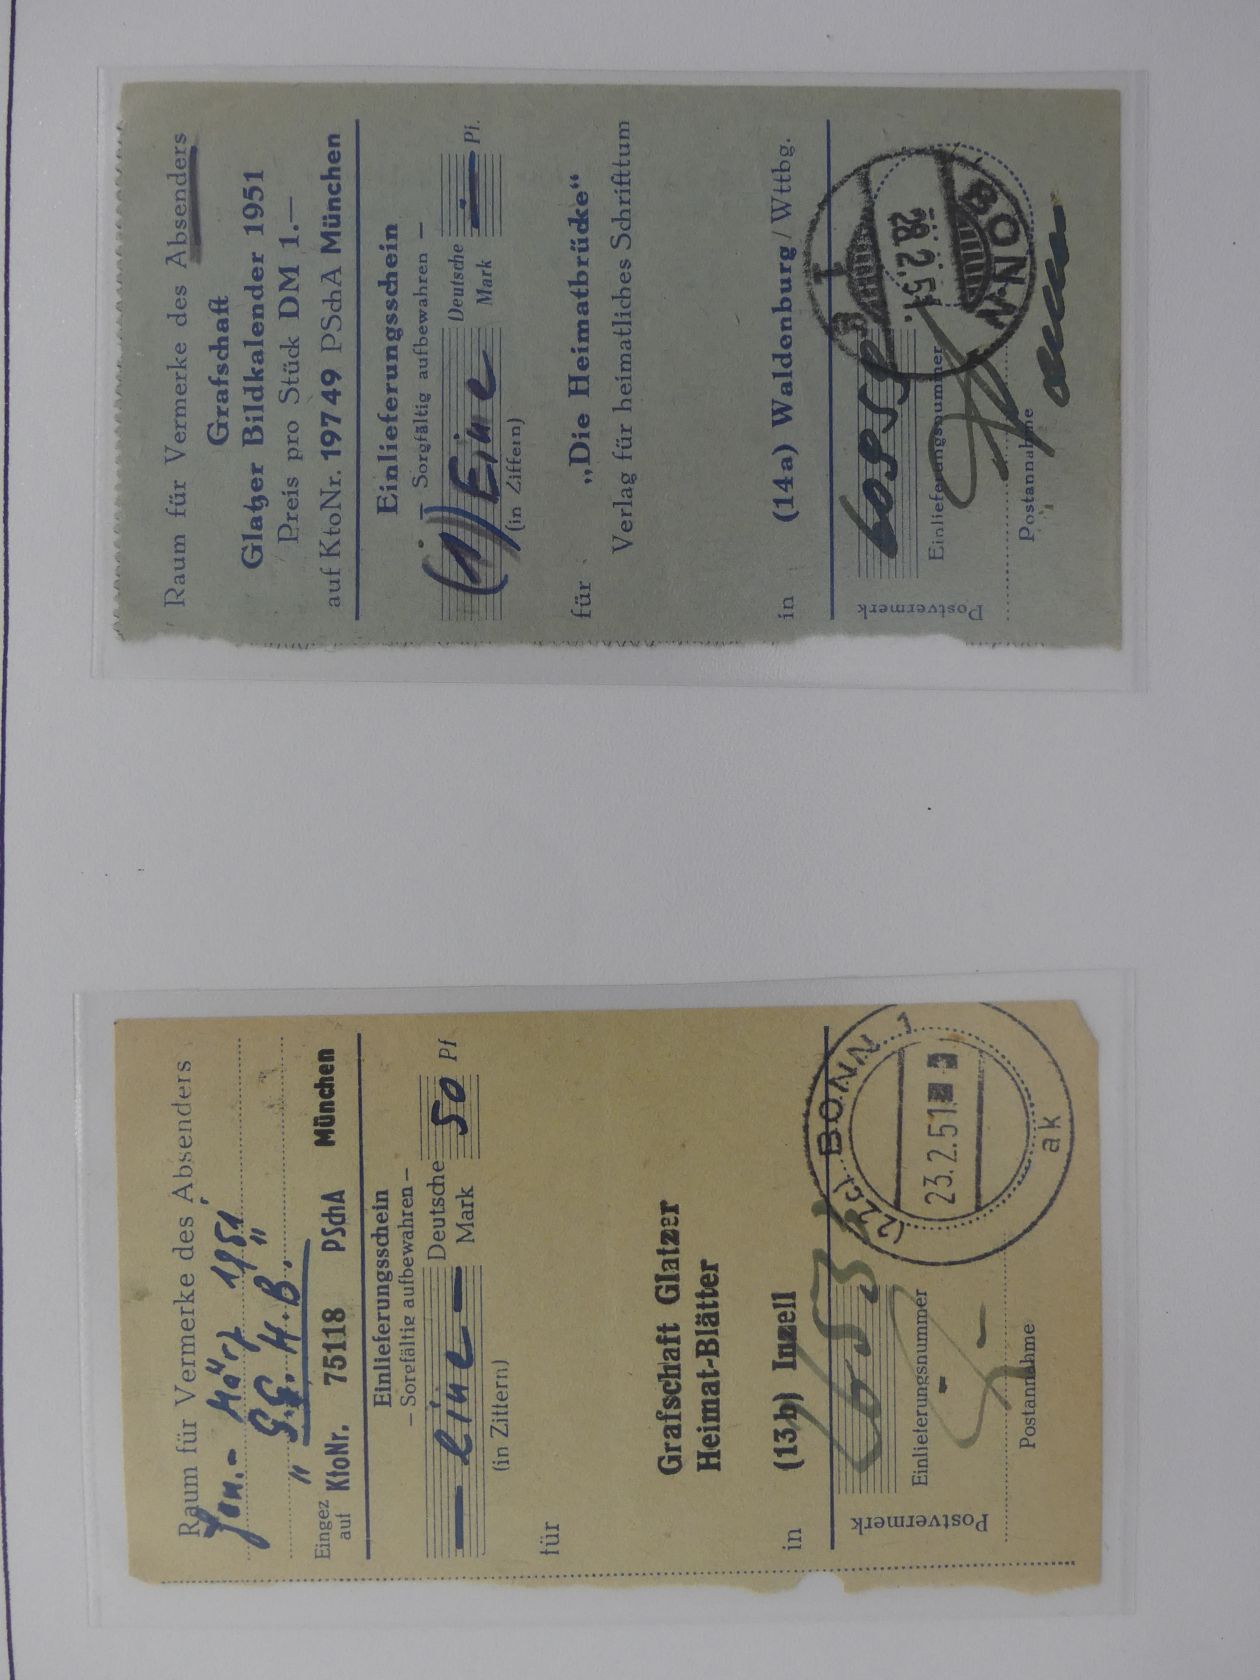 Raum für Vermerke des Absenders
Grafschaft
Glatzer Bildkalender 1951
Preis pro Stück DM 1.—
auf KtoNr. 19749 PSchA München
Einlieferungsschein
— Sorgfältig aufbewahren —
(1) Eine Deutsche Mark Pf.
(in Ziffern)
für „Die Heimatbrücke“
Verlag für heimatliches Schrifttum
in (14a) Waldenburg / Wttbg.
Postvermerk
Einlieferungsnummer
Postannahme
BONN
28.2.51.
Raum für Vermerke des Absenders
Jan.- März 1951
" G.G.H.B. "
Eingez
auf KtoNr. 75118 PSchA München
Einlieferungsschein
— Sorgfältig aufbewahren —
— Eine — Deutsche Mark 50 Pf
(in Ziffern)
für Grafschaft Glatzer
Heimat-Blätter
in (13b) Inzell
Postvermerk
653
Einlieferungsnummer
Postannahme
(22c) BONN 1
23.2.51
ak